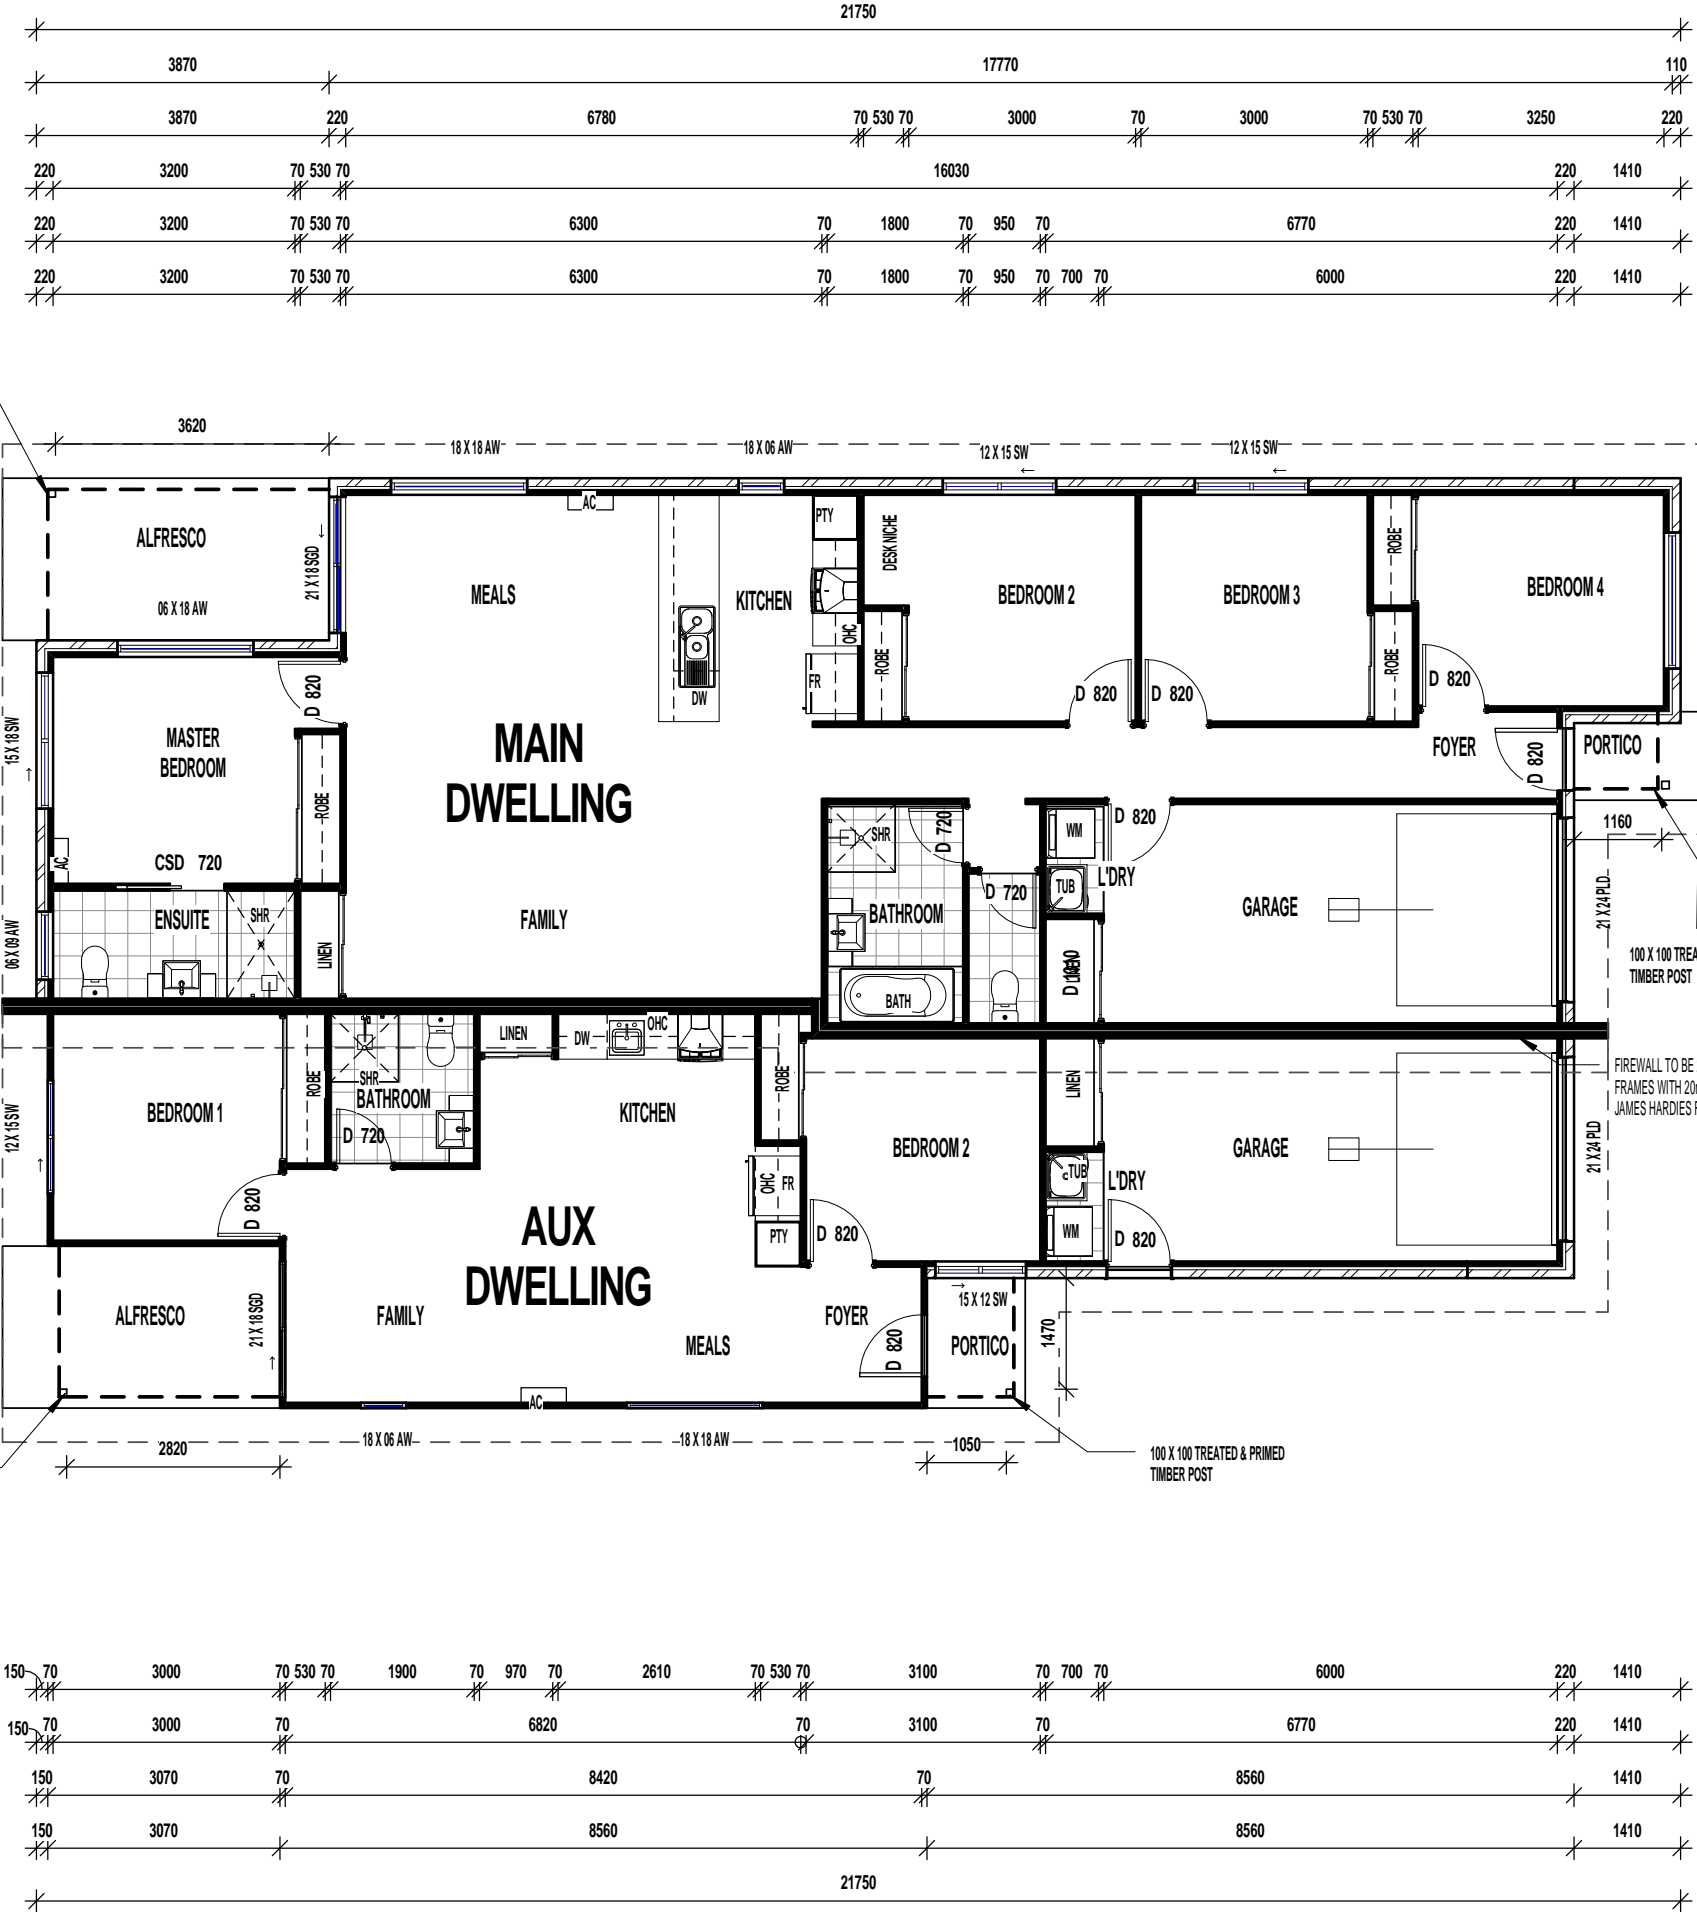 21750
3870 17770 110
3870 220 6780 70 530 70 3000 70 3000 70 530 70 3250 220
220 3200 70 530 70 16030 220 1410
220 3200 70 530 70 6300 70 1800 70 950 70 6770 220 1410
220 3200 70 530 70 6300 70 1800 70 950 70 700 70 6000 220 1410
3620
18 X 18 AW
18 X 06 AW
12 X 15 SW
12 X 15 SW
ALFRESCO
06 X 18 AW
21 X 18 SGD
AC
MEALS
KITCHEN
PTY
OHC
FR
DW
DESK NICHE
ROBE
BEDROOM 2
D 820
BEDROOM 3
D 820
ROBE
ROBE
BEDROOM 4
D 820
15 X 18 SW
MASTER
BEDROOM
D 820
ROBE
AC
CSD 720
MAIN
DWELLING
FOYER
D 820
PORTICO
1160
06 X 09 AW
ENSUITE
SHR
LINEN
FAMILY
SHR
D 720
BATHROOM
BATH
D 720
WM
TUB
L'DRY
D 820
LINEN
GARAGE
21 X 24 PLD
100 X 100 TREA
TIMBER POST
12 X 15 SW
BEDROOM 1
ROBE
D 820
SHR
BATHROOM
D 720
LINEN
DW
OHC
KITCHEN
ROBE
OHC
FR
PTY
BEDROOM 2
D 820
LINEN
TUB
L'DRY
WM
D 820
GARAGE
21 X 24 PLD
FIREWALL TO BE
FRAMES WITH 20
JAMES HARDIES
AUX
DWELLING
ALFRESCO
21 X 18 SGD
FAMILY
MEALS
FOYER
D 820
15 X 12 SW
PORTICO
1470
AC
2820
18 X 06 AW
18 X 18 AW
1050
100 X 100 TREATED & PRIMED
TIMBER POST
150 70 3000 70 530 70 1900 70 970 70 2610 70 530 70 3100 70 700 70 6000 220 1410
150 70 3000 70 6820 70 3100 70 6770 220 1410
150 3070 70 8420 70 8560 1410
150 3070 8560 8560 1410
21750